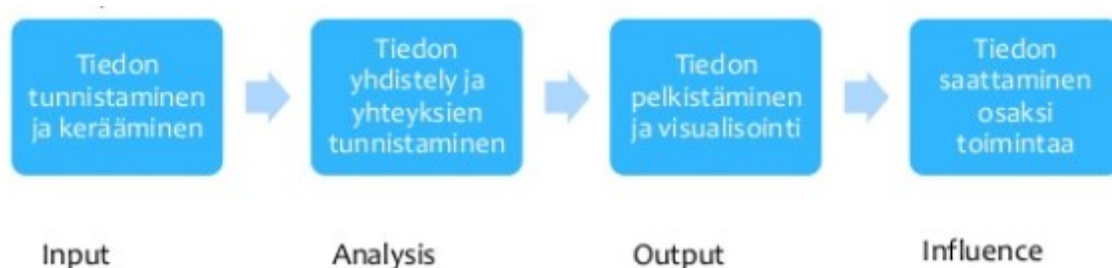 Tiedon
tunnistaminen
ja kerääminen
Tiedon
yhdistely ja
yhteyksien
tunnistaminen
Tiedon
pelkistäminen
ja visualisointi
Tiedon
saattaminen
osaksi
toimintaa
Input
Analysis
Output
Influence